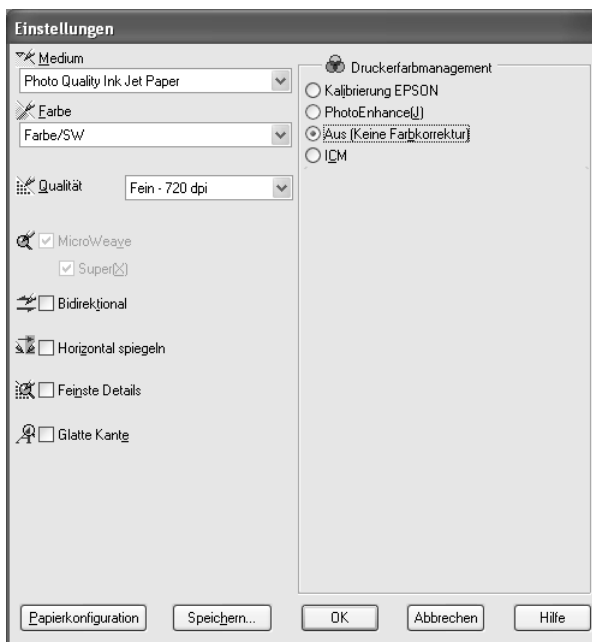 Einstellungen
Medium
Photo Quality Ink Jet Paper
Farbe
Farbe/SW
Qualität
Fein - 720 dpi
MicroWeave
Super(X)
Bidirektional
Horizontal spiegeln
Feinste Details
Glatte Kante
Druckerfarbmanagement
Kalibrierung EPSON
PhotoEnhance(J)
Aus (Keine Farbkorrektur)
ICM
Papierkonfiguration
Speichern...
OK
Abbrechen
Hilfe